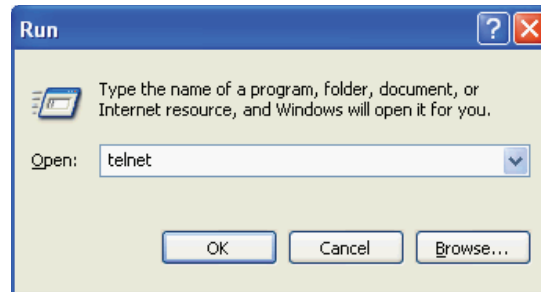 Run
Type the name of a program, folder, document, or
Internet resource, and Windows will open it for you.
Open: telnet
OK Cancel Browse...